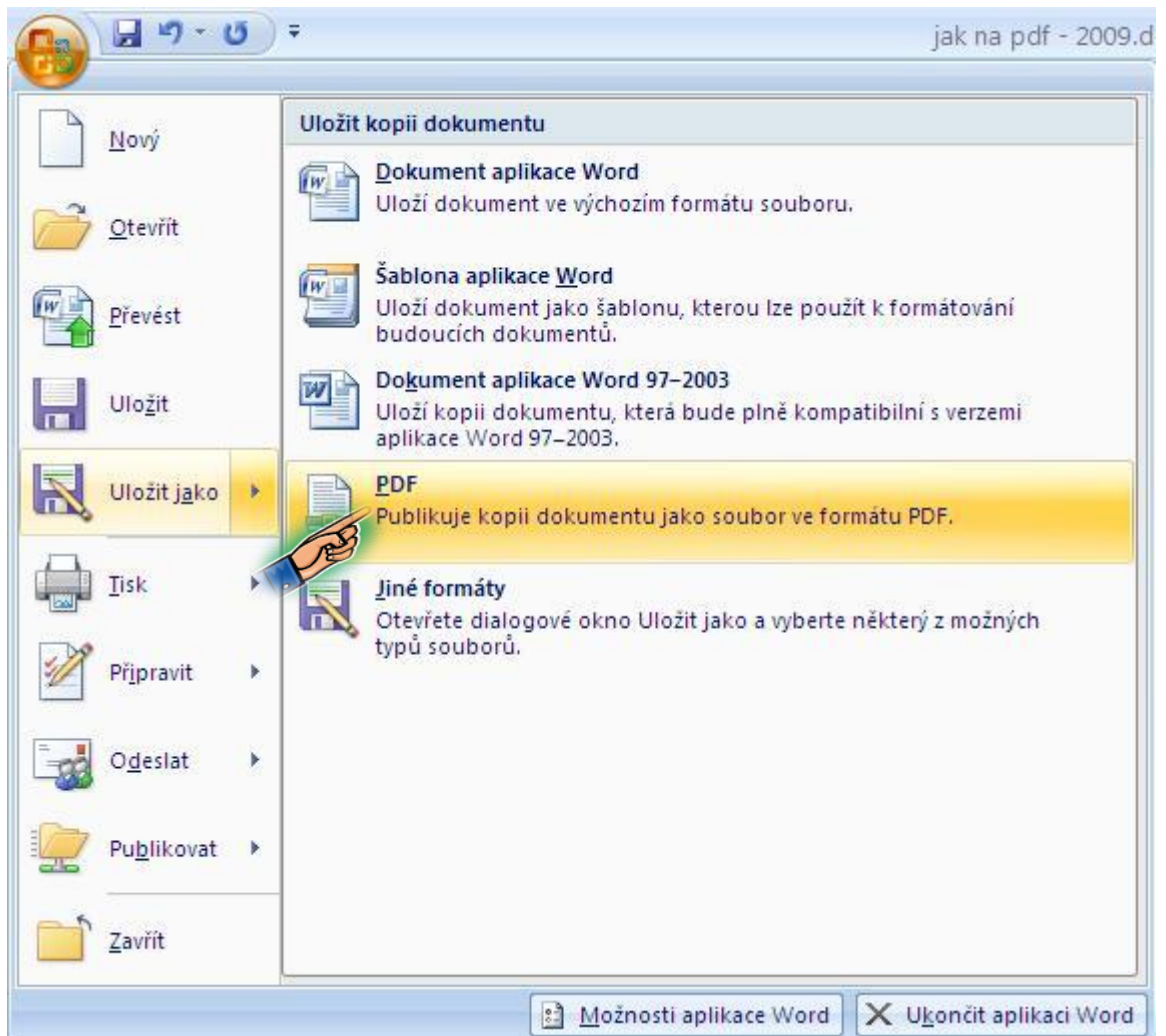 jak na pdf - 2009.d
Nový
Otevřít
Převést
Uložit
Uložit jako
Tisk
Připravit
Odeslat
Publikovat
Zavřít
Uložit kopii dokumentu
Dokument aplikace Word
Uloží dokument ve výchozím formátu souboru.
Šablona aplikace Word
Uloží dokument jako šablonu, kterou lze použít k formátování
budoucích dokumentů.
Dokument aplikace Word 97–2003
Uloží kopii dokumentu, která bude plně kompatibilní s verzemi
aplikace Word 97–2003.
PDF
Publikuje kopii dokumentu jako soubor ve formátu PDF.
Jiné formáty
Otevřete dialogové okno Uložit jako a vyberte některý z možných
typů souborů.
Možnosti aplikace Word
Ukončit aplikaci Word